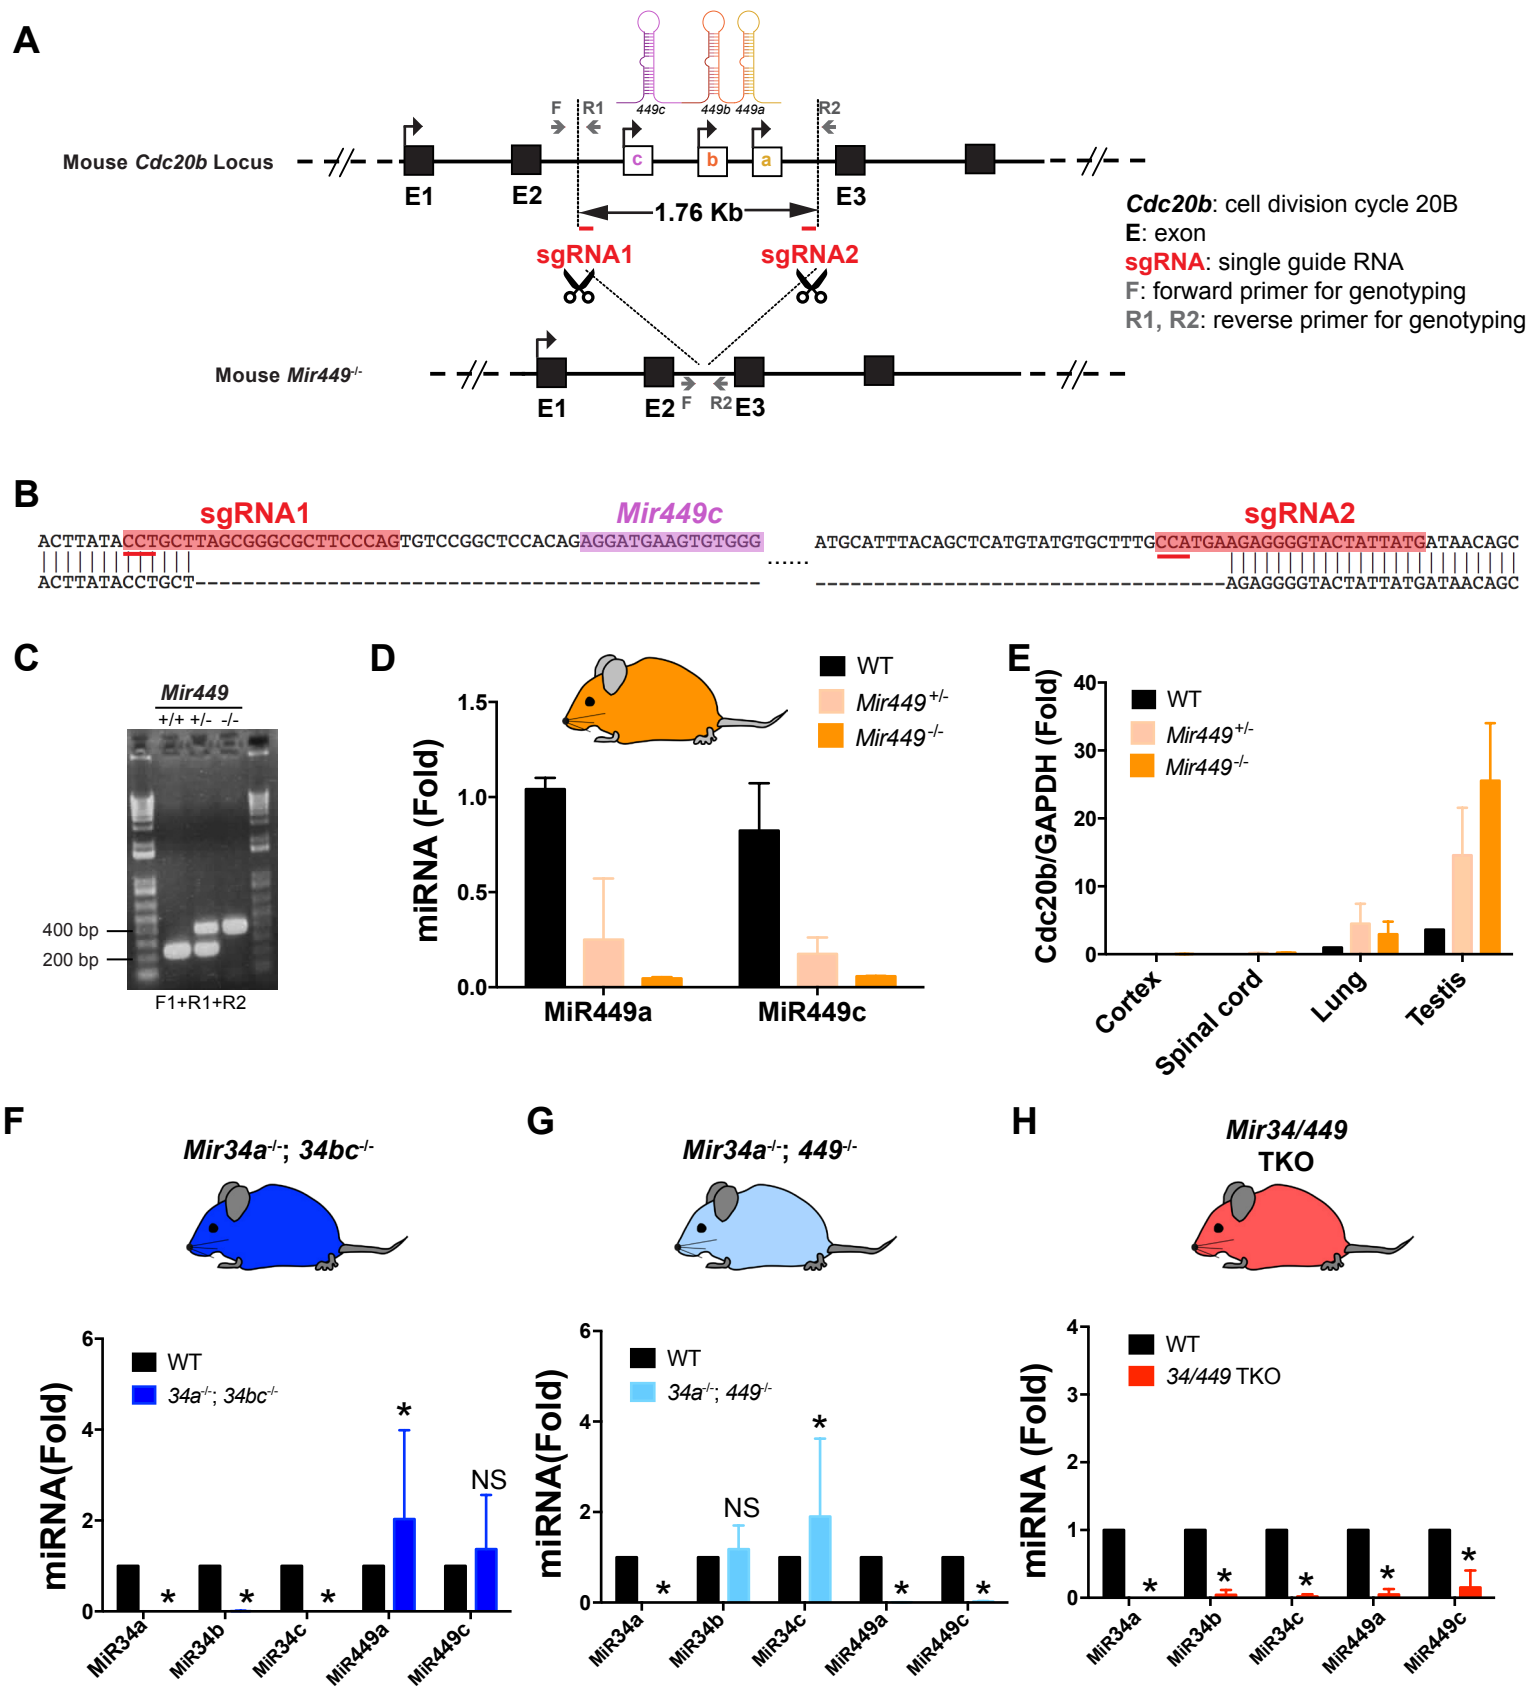 A
449c 449b 449a
F R1 R2
Mouse Cdc20b Locus
c b a
E1 E2 E3
1.76 Kb
sgRNA1 sgRNA2
Cdc20b: cell division cycle 20B
E: exon
sgRNA: single guide RNA
F: forward primer for genotyping
R1, R2: reverse primer for genotyping
Mouse Mir449-/-
E1 E2 F R2 E3
B
sgRNA1 Mir449c sgRNA2
ACTTATACCTGCTTAGCGGGCGCTTCCCAGTGTCCGGCTCCACAGAGGATGAAGTGTGGG ...... ATGCATTTACAGCTCATGTATGTGCTTTGCCATGAAGAGGGGTACTATTATGATAACAGC
ACTTATACCTGCT AGAGGGGTACTATTATGATAACAGC
C
Mir449
+/+ +/- -/-
400 bp
200 bp
F1+R1+R2
D
WT
Mir449+/-
Mir449-/-
miRNA (Fold)
1.5
1.0
0.5
0.0
MiR449a MiR449c
E
WT
Mir449+/-
Mir449-/-
Cdc20b/GAPDH (Fold)
40
30
20
10
0
Cortex Spinal cord Lung Testis
F
Mir34a-/-; 34bc-/-
WT
34a-/-; 34bc-/-
miRNA(Fold)
6
4
2
0
* * * * NS
MiR34a MiR34b MiR34c MiR449a MiR449c
G
Mir34a-/-; 449-/-
WT
34a-/-; 449-/-
miRNA(Fold)
6
4
2
0
* NS * * *
MiR34a MiR34b MiR34c MiR449a MiR449c
H
Mir34/449
TKO
WT
34/449 TKO
miRNA (Fold)
4
3
2
1
0
* * * * *
MiR34a MiR34b MiR34c MiR449a MiR449c